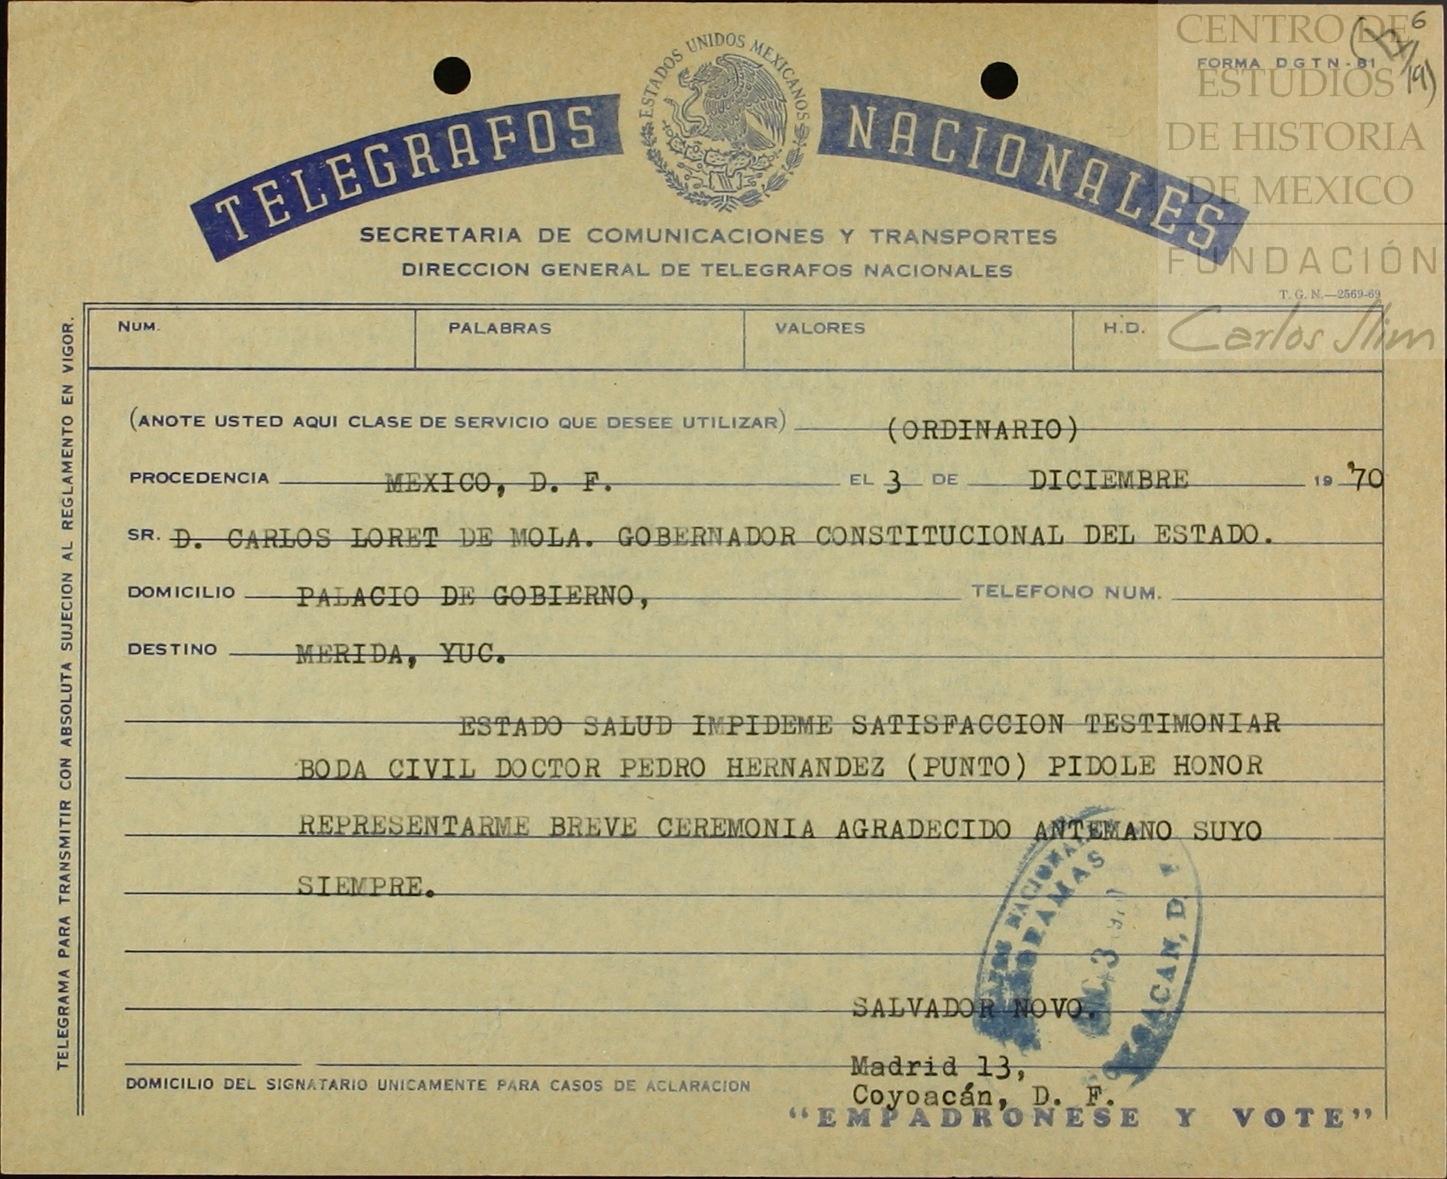 CENTRO DE
ESTUDIOS
DE HISTORIA
DE MEXICO
FUNDACIÓN
Carlos Slim
6
FORMA DGTN-81
ESTADOS UNIDOS MEXICANOS
TELEGRAFOS NACIONALES
SECRETARIA DE COMUNICACIONES Y TRANSPORTES
DIRECCION GENERAL DE TELEGRAFOS NACIONALES
T. G. N.—2569-69
NUM. PALABRAS VALORES H.D.
(ANOTE USTED AQUI CLASE DE SERVICIO QUE DESEE UTILIZAR) (ORDINARIO)
PROCEDENCIA MEXICO, D. F. EL 3 DE DICIEMBRE 19 '70
SR. D. CARLOS LORET DE MOLA. GOBERNADOR CONSTITUCIONAL DEL ESTADO.
DOMICILIO PALACIO DE GOBIERNO, TELEFONO NUM.
DESTINO MERIDA, YUC.
ESTADO SALUD IMPIDEME SATISFACCION TESTIMONIAR
BODA CIVIL DOCTOR PEDRO HERNANDEZ (PUNTO) PIDOLE HONOR
REPRESENTARME BREVE CEREMONIA AGRADECIDO ANTEMANO SUYO
SIEMPRE.
SALVADOR NOVO.
Madrid 13,
Coyoacán, D. F.
DOMICILIO DEL SIGNATARIO UNICAMENTE PARA CASOS DE ACLARACION
"EMPADRONESE Y VOTE"
TELEGRAMA PARA TRANSMITIR CON ABSOLUTA SUJECION AL REGLAMENTO EN VIGOR.